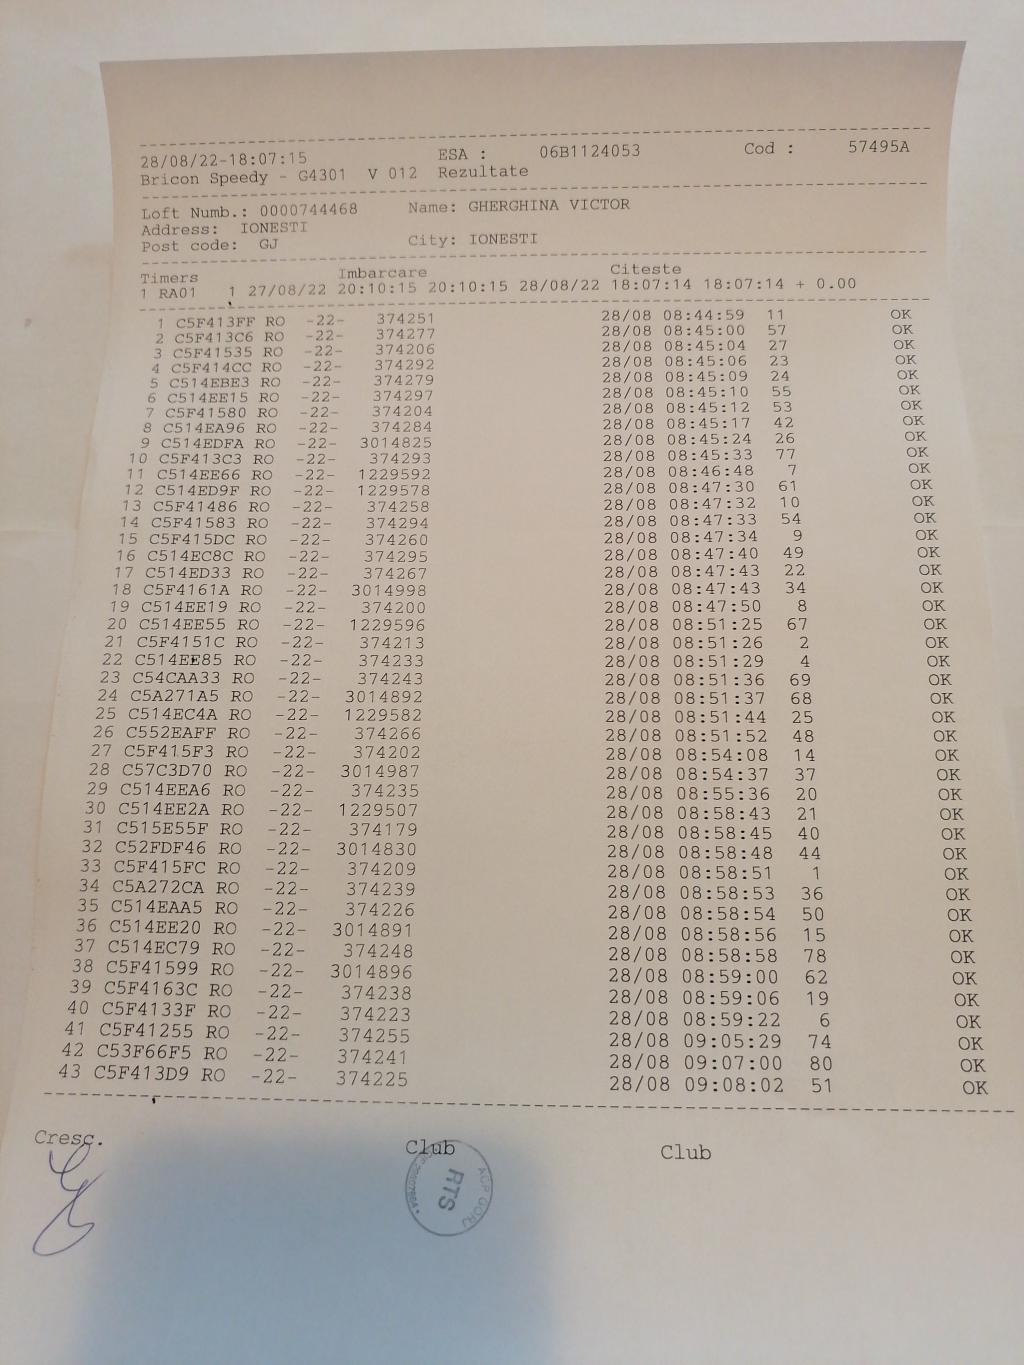 28/08/22-18:07:15 ESA : 06B1124053 Cod : 57495A
Bricon Speedy - G4301 V 012 Rezultate
Loft Numb.: 0000744468 Name: GHERGHINA VICTOR
Address: IONESTI
Post code: GJ City: IONESTI
Timers Imbarcare Citeste
1 RA01 1 27/08/22 20:10:15 20:10:15 28/08/22 18:07:14 18:07:14 + 0.00
1 C5F413FF RO -22- 374251 28/08 08:44:59 11 OK
2 C5F413C6 RO -22- 374277 28/08 08:45:00 57 OK
3 C5F41535 RO -22- 374206 28/08 08:45:04 27 OK
4 C5F414CC RO -22- 374292 28/08 08:45:06 23 OK
5 C514EBE3 RO -22- 374279 28/08 08:45:09 24 OK
6 C514EE15 RO -22- 374297 28/08 08:45:10 55 OK
7 C5F41580 RO -22- 374204 28/08 08:45:12 53 OK
8 C514EA96 RO -22- 374284 28/08 08:45:17 42 OK
9 C514EDFA RO -22- 3014825 28/08 08:45:24 26 OK
10 C5F413C3 RO -22- 374293 28/08 08:45:33 77 OK
11 C514EE66 RO -22- 1229592 28/08 08:46:48 7 OK
12 C514ED9F RO -22- 1229578 28/08 08:47:30 61 OK
13 C5F41486 RO -22- 374258 28/08 08:47:32 10 OK
14 C5F41583 RO -22- 374294 28/08 08:47:33 54 OK
15 C5F415DC RO -22- 374260 28/08 08:47:34 9 OK
16 C514EC8C RO -22- 374295 28/08 08:47:40 49 OK
17 C514ED33 RO -22- 374267 28/08 08:47:43 22 OK
18 C5F4161A RO -22- 3014998 28/08 08:47:43 34 OK
19 C514EE19 RO -22- 374200 28/08 08:47:50 8 OK
20 C514EE55 RO -22- 1229596 28/08 08:51:25 67 OK
21 C5F4151C RO -22- 374213 28/08 08:51:26 2 OK
22 C514EE85 RO -22- 374233 28/08 08:51:29 4 OK
23 C54CAA33 RO -22- 374243 28/08 08:51:36 69 OK
24 C5A271A5 RO -22- 3014892 28/08 08:51:37 68 OK
25 C514EC4A RO -22- 1229582 28/08 08:51:44 25 OK
26 C552EAFF RO -22- 374266 28/08 08:51:52 48 OK
27 C5F415F3 RO -22- 374202 28/08 08:54:08 14 OK
28 C57C3D70 RO -22- 3014987 28/08 08:54:37 37 OK
29 C514EEA6 RO -22- 374235 28/08 08:55:36 20 OK
30 C514EE2A RO -22- 1229507 28/08 08:58:43 21 OK
31 C515E55F RO -22- 374179 28/08 08:58:45 40 OK
32 C52FDF46 RO -22- 3014830 28/08 08:58:48 44 OK
33 C5F415FC RO -22- 374209 28/08 08:58:51 1 OK
34 C5A272CA RO -22- 374239 28/08 08:58:53 36 OK
35 C514EAA5 RO -22- 374226 28/08 08:58:54 50 OK
36 C514EE20 RO -22- 3014891 28/08 08:58:56 15 OK
37 C514EC79 RO -22- 374248 28/08 08:58:58 78 OK
38 C5F41599 RO -22- 3014896 28/08 08:59:00 62 OK
39 C5F4163C RO -22- 374238 28/08 08:59:06 19 OK
40 C5F4133F RO -22- 374223 28/08 08:59:22 6 OK
41 C5F41255 RO -22- 374255 28/08 09:05:29 74 OK
42 C53F66F5 RO -22- 374241 28/08 09:07:00 80 OK
43 C5F413D9 RO -22- 374225 28/08 09:08:02 51 OK
Cresc. Club Club
ACP GORJ
RTS